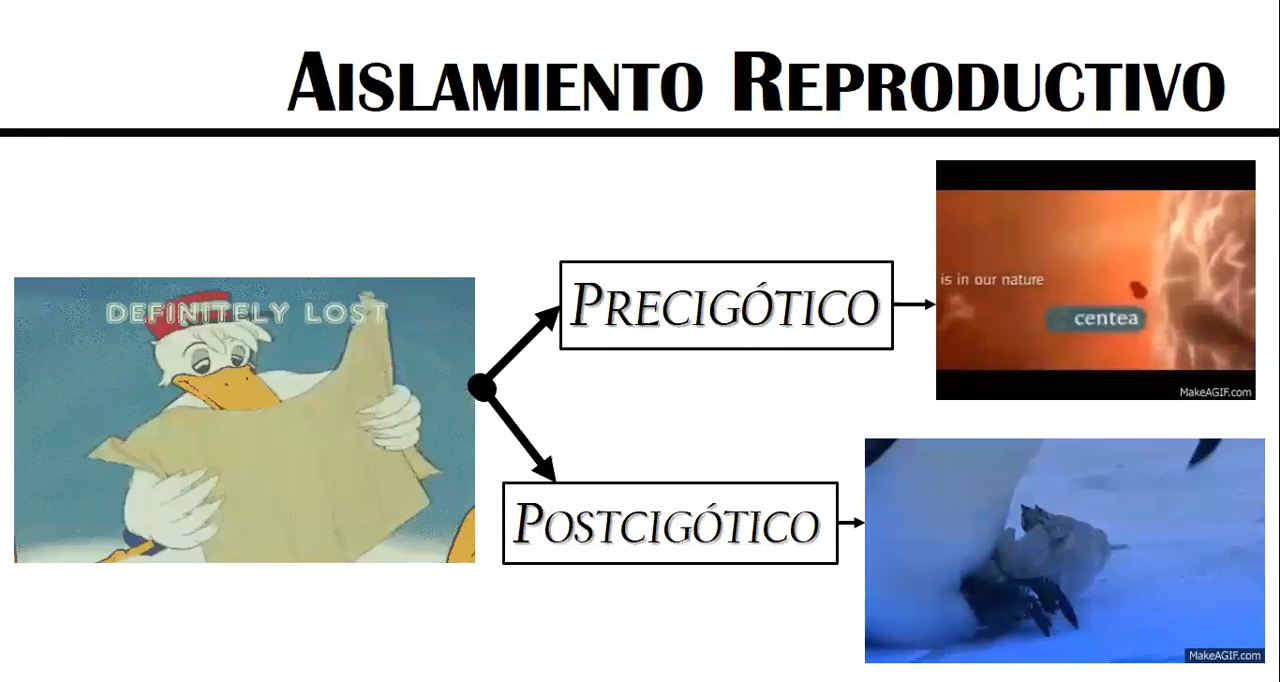 AISLAMIENTO REPRODUCTIVO
DEFINITELY LOST
PRECIGÓTICO
is in our nature
centea
MakeAGIF.com
POSTCIGÓTICO
MakeAGIF.com